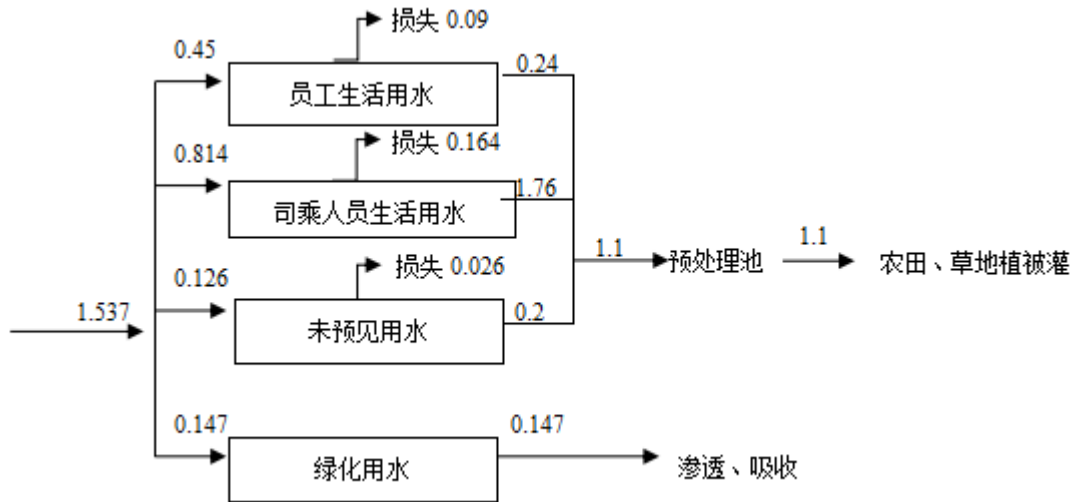 损失 0.09
0.45
0.24
员工生活用水
损失 0.164
0.814
1.76
司乘人员生活用水
1.1
1.1
预处理池
农田、草地植被灌
损失 0.026
0.126
0.2
1.537
未预见用水
0.147
0.147
绿化用水
渗透、吸收